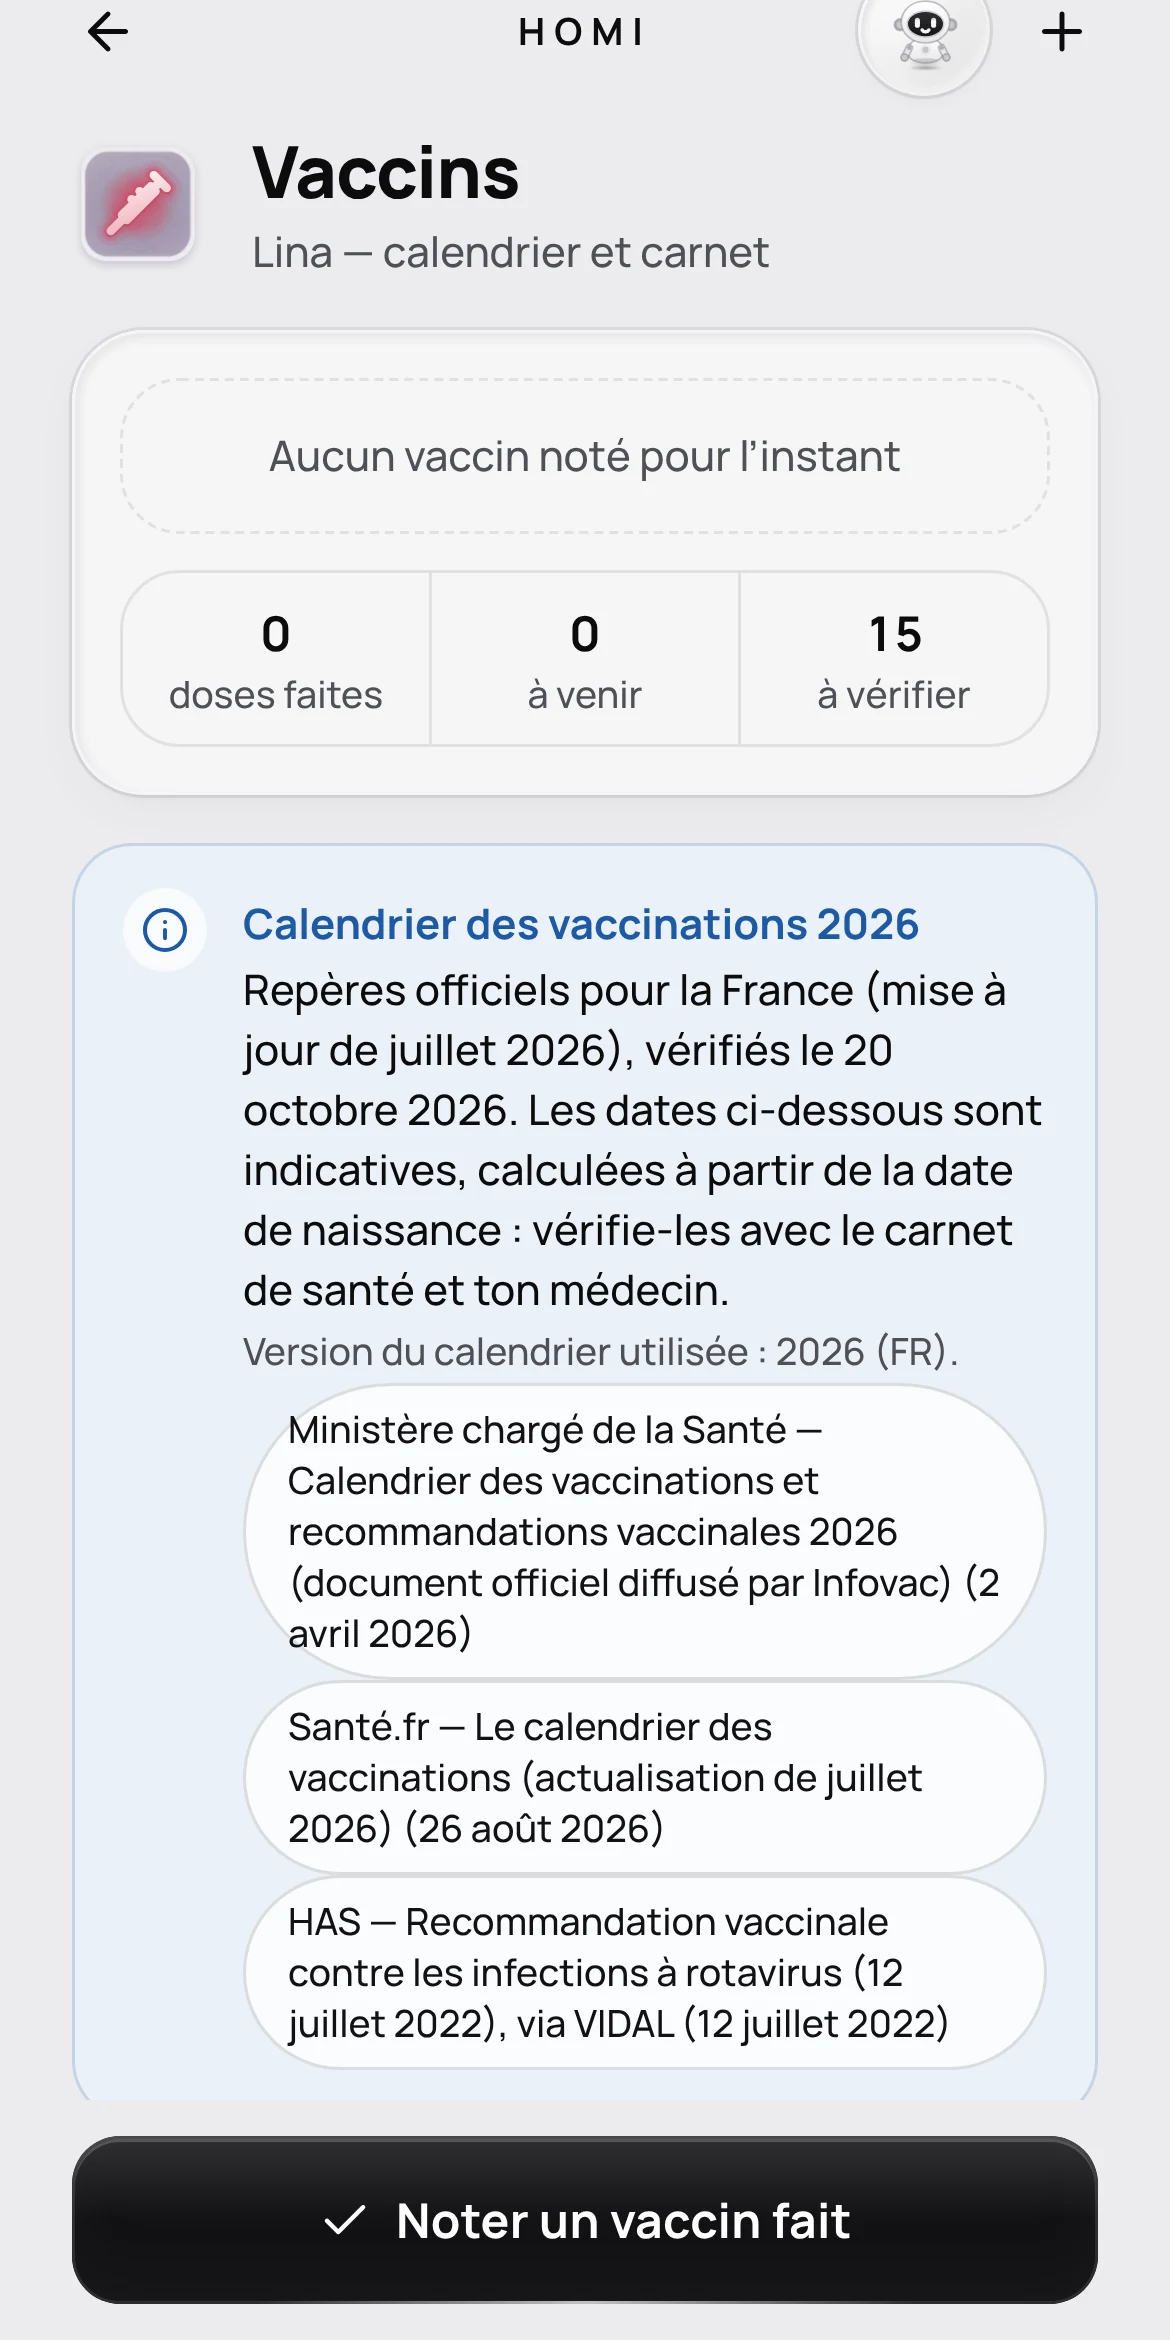 HOMI
Vaccins
Lina — calendrier et carnet
Aucun vaccin noté pour l’instant
0
doses faites
0
à venir
15
à vérifier
Calendrier des vaccinations 2026
Repères officiels pour la France (mise à
jour de juillet 2026), vérifiés le 20
octobre 2026. Les dates ci-dessous sont
indicatives, calculées à partir de la date
de naissance : vérifie-les avec le carnet
de santé et ton médecin.
Version du calendrier utilisée : 2026 (FR).
Ministère chargé de la Santé —
Calendrier des vaccinations et
recommandations vaccinales 2026
(document officiel diffusé par Infovac) (2
avril 2026)
Santé.fr — Le calendrier des
vaccinations (actualisation de juillet
2026) (26 août 2026)
HAS — Recommandation vaccinale
contre les infections à rotavirus (12
juillet 2022), via VIDAL (12 juillet 2022)
Noter un vaccin fait